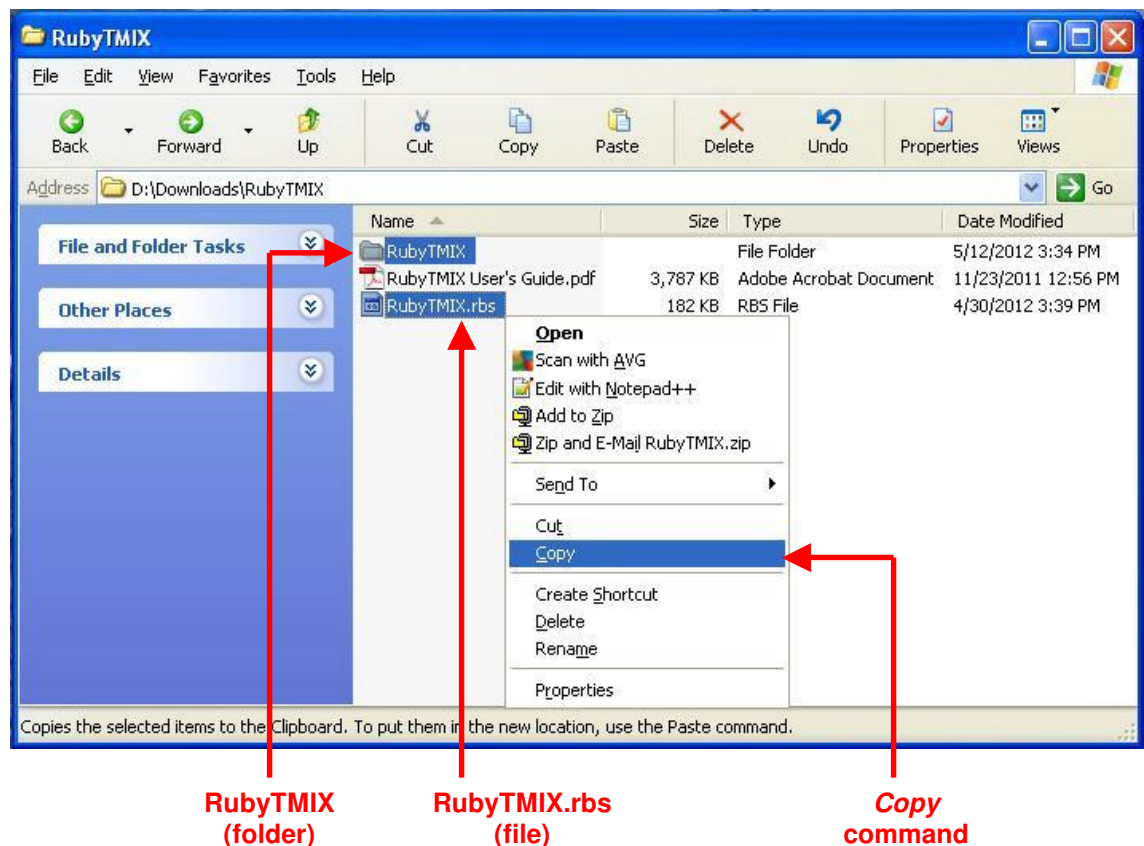 RubyTMIX
File Edit View Favorites Tools Help
Back Forward Up Cut Copy Paste Delete Undo Properties Views
Address D:\Downloads\RubyTMIX Go
Name Size Type Date Modified
File and Folder Tasks
Other Places
Details
RubyTMIX File Folder 5/12/2012 3:34 PM
RubyTMIX User's Guide.pdf 3,787 KB Adobe Acrobat Document 11/23/2011 12:56 PM
RubyTMIX.rbs 182 KB RBS File 4/30/2012 3:39 PM
Open
Scan with AVG
Edit with Notepad++
Add to Zip
Zip and E-Mail RubyTMIX.zip
Send To
Cut
Copy
Create Shortcut
Delete
Rename
Properties
Copies the selected items to the Clipboard. To put them in the new location, use the Paste command.
RubyTMIX
(folder)
RubyTMIX.rbs
(file)
Copy
command